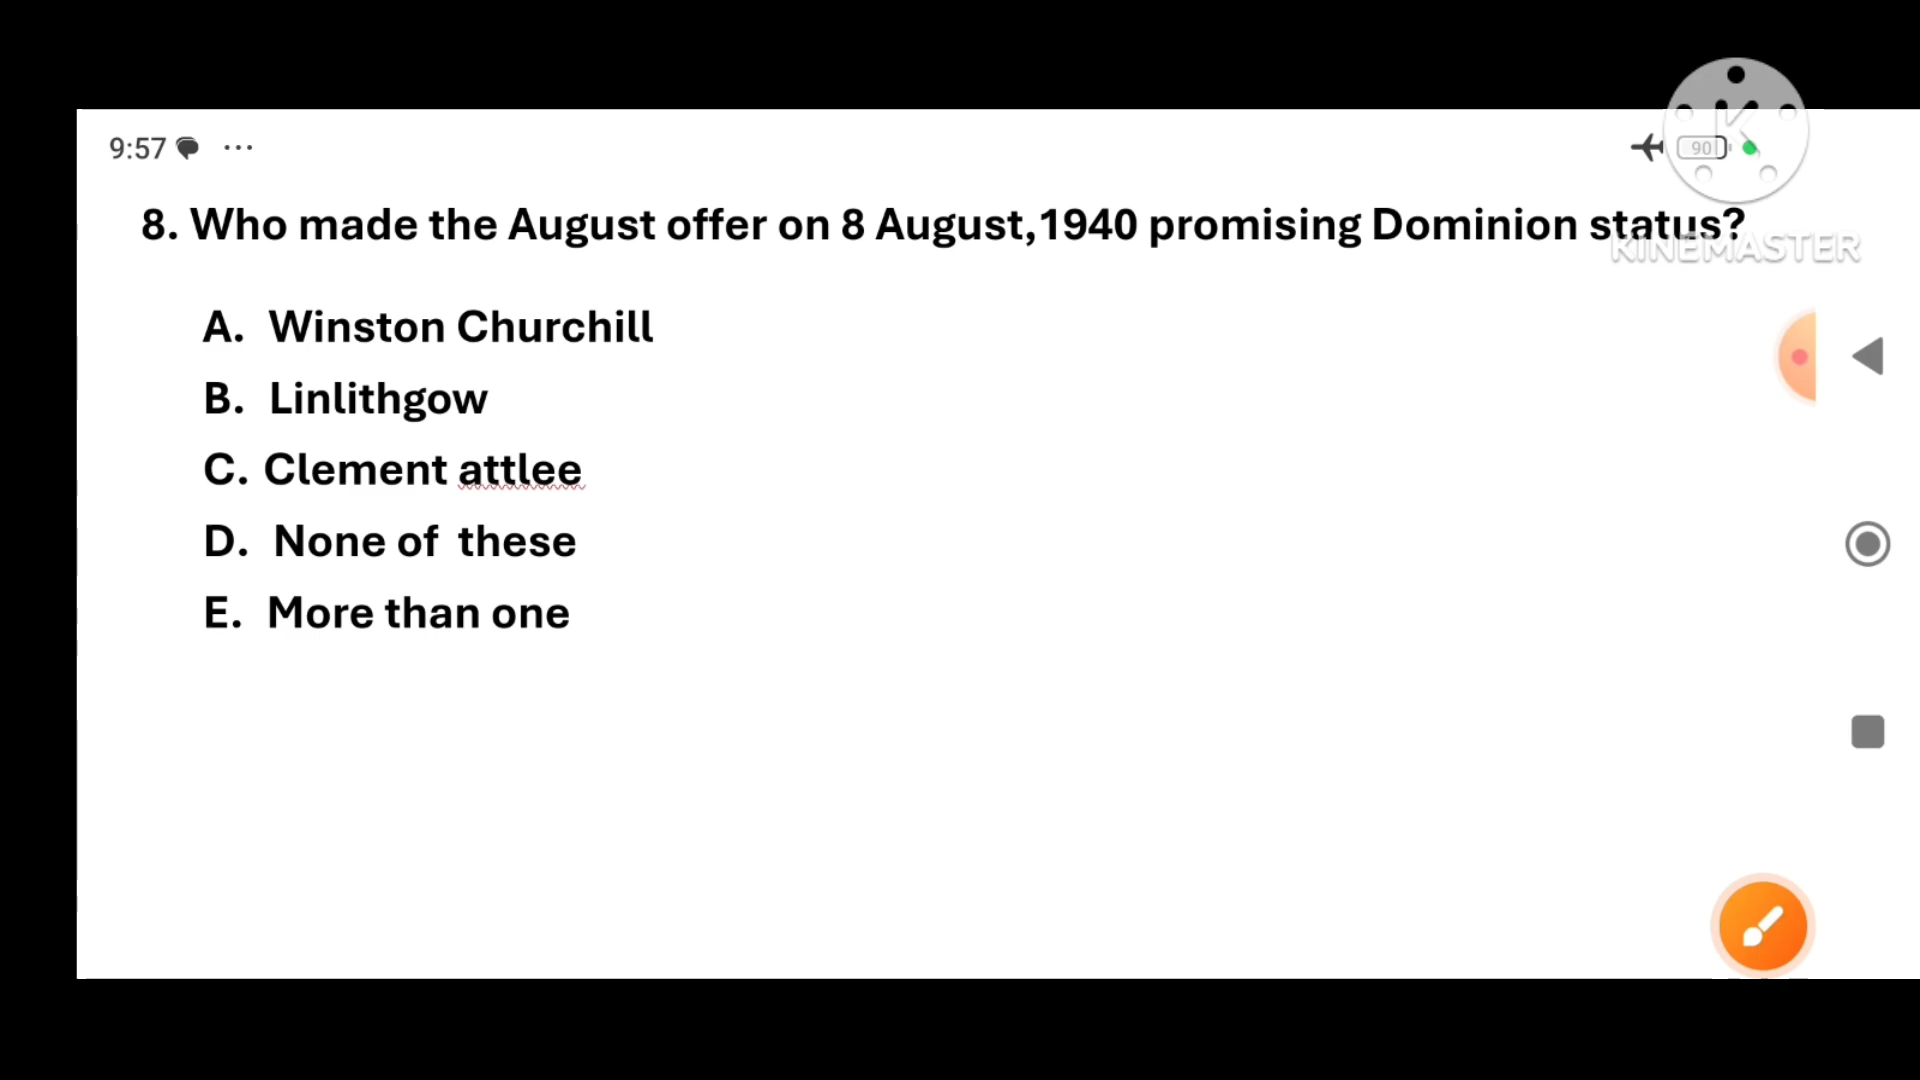 9:57 ...
90
8. Who made the August offer on 8 August,1940 promising Dominion status?
KINEMASTER
A. Winston Churchill
B. Linlithgow
C. Clement attlee
D. None of these
E. More than one